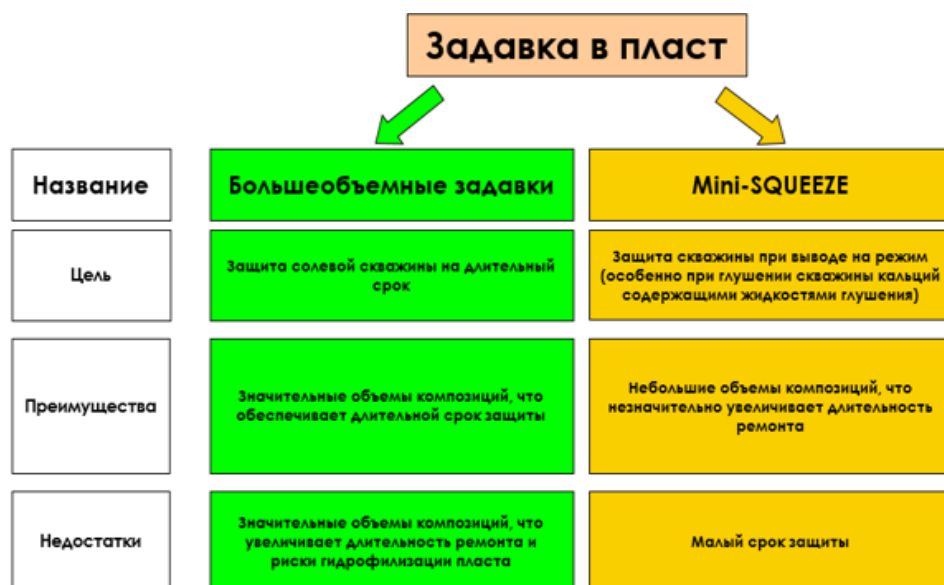 Задавка в пласт
Название
Большеобъемные задавки
Mini-SQUEEZE
Цель
Защита солевой скважины на длительный
срок
Защита скважины при выводе на режим
(особенно при глушении скважины кальций
содержащими жидкостями глушения)
Преимущества
Значительные объемы композиций, что
обеспечивает длительной срок защиты
Небольшие объемы композиций, что
незначительно увеличивает длительность
ремонта
Недостатки
Значительные объемы композиций, что
увеличивает длительность ремонта и
риски гидрофилизации пласта
Малый срок защиты